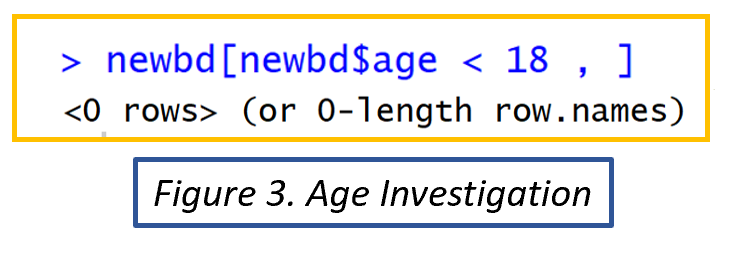 > newbd[newbd$age < 18 , ]
<0 rows> (or 0-length row.names)
Figure 3. Age Investigation